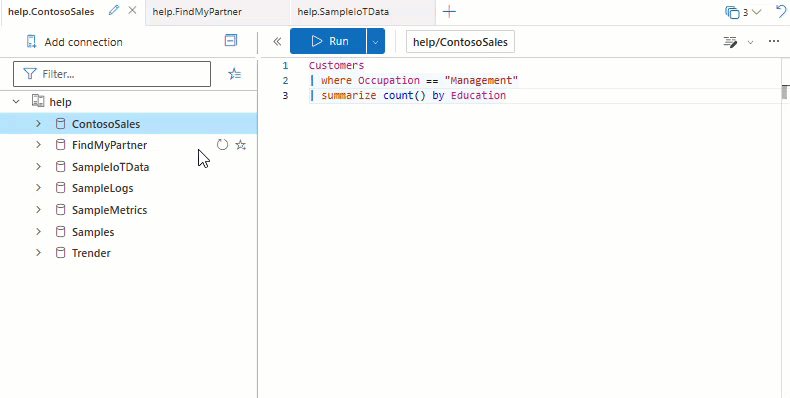 help.ContosoSales
help.FindMyPartner
help.SampleIoTData
3
Add connection
Run
help/ContosoSales
Filter...
help
ContosoSales
FindMyPartner
SampleIoTData
SampleLogs
SampleMetrics
Samples
Trender
1 Customers
2 | where Occupation == "Management"
3 | summarize count() by Education